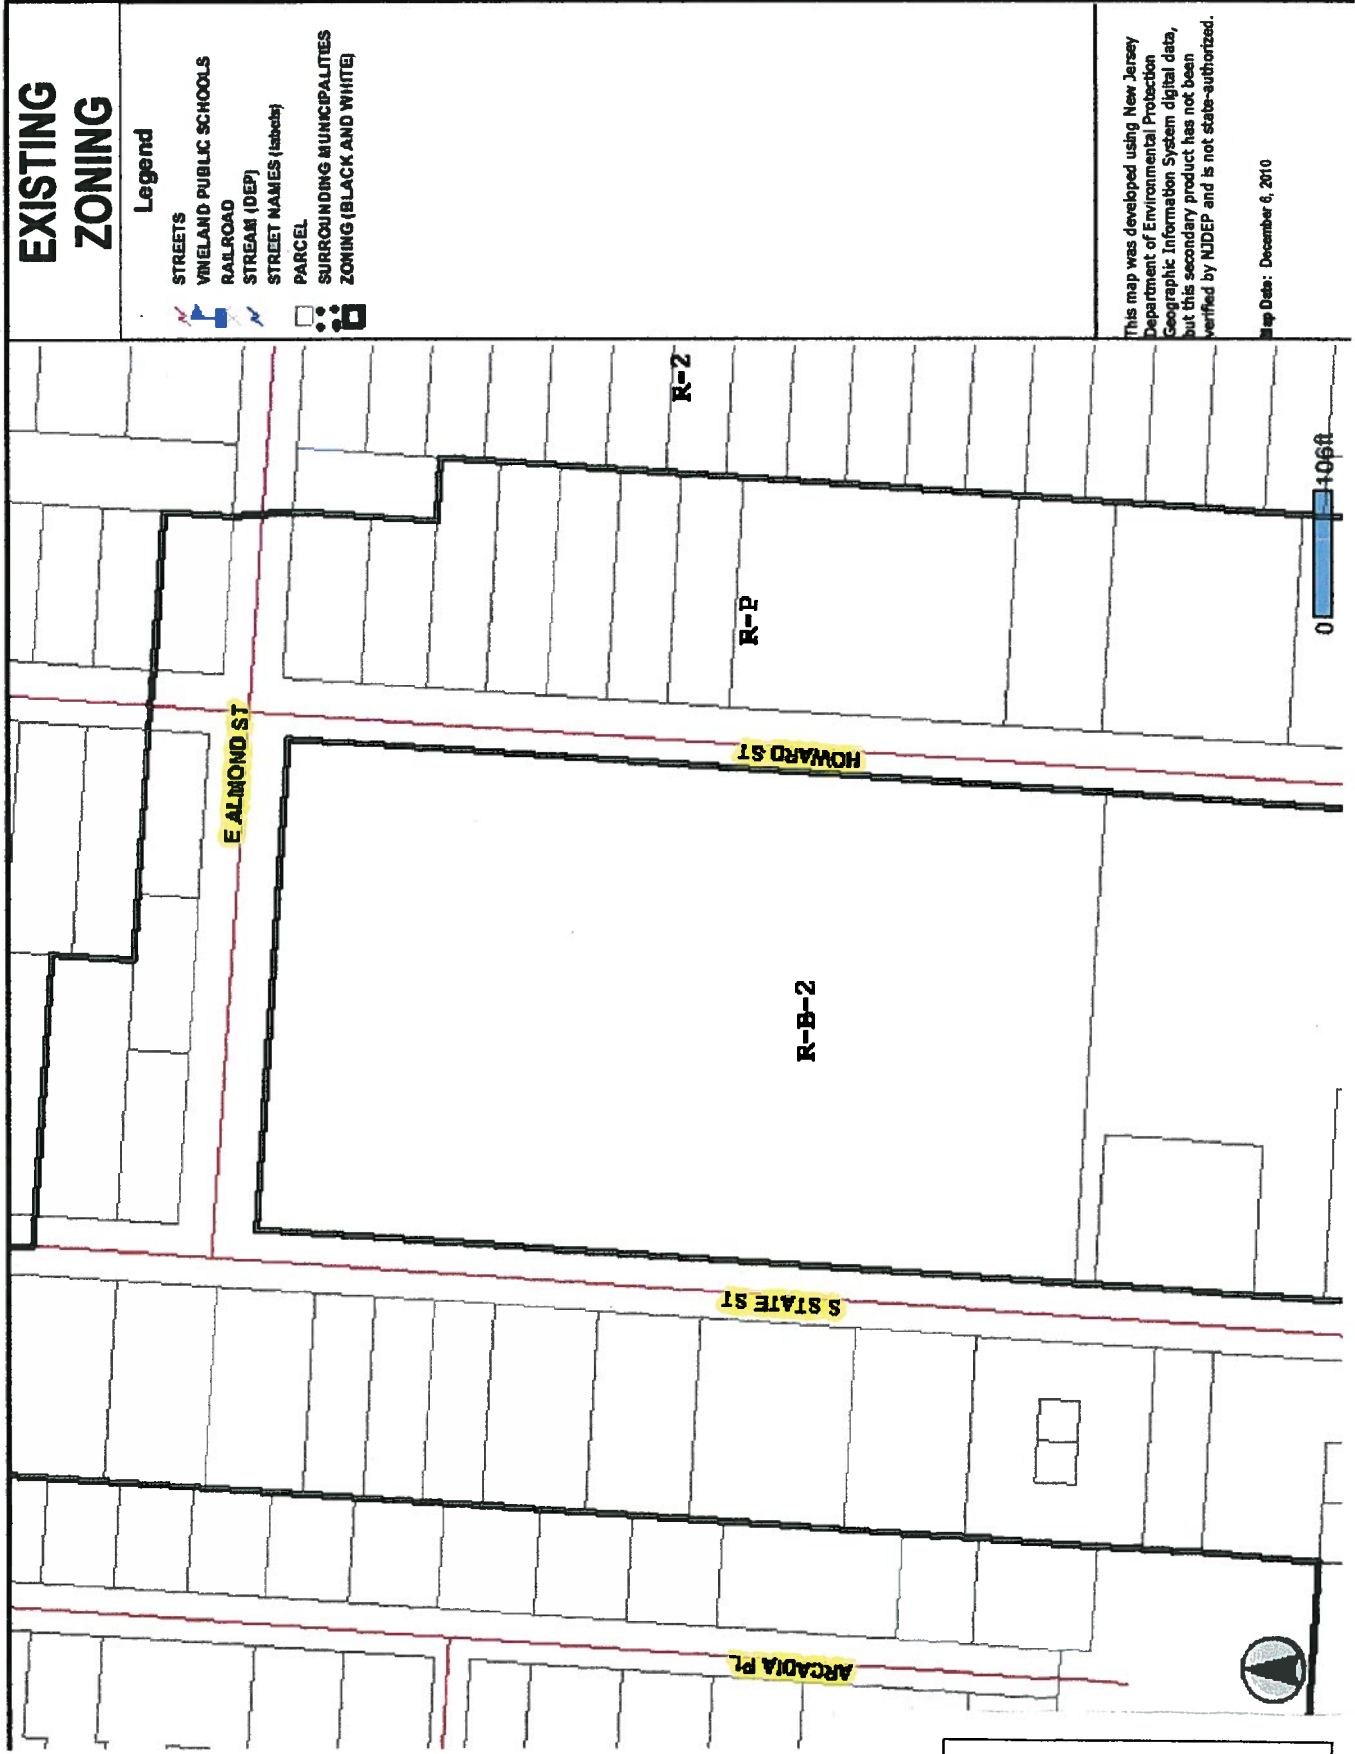 EXISTING
ZONING
Legend
STREETS
VINELAND PUBLIC SCHOOLS
RAILROAD
STREAM (DEP)
STREET NAMES (labels)
PARCEL
SURROUNDING MUNICIPALITIES
ZONING (BLACK AND WHITE)
E ALMOND ST
R-2
R-P
HOWARD ST
R-B-2
S STATE ST
ARCADIA PL
0
106ft
This map was developed using New Jersey
Department of Environmental Protection
Geographic Information System digital data,
but this secondary product has not been
verified by NJDEP and is not state-authorized.
Map Date: December 6, 2010